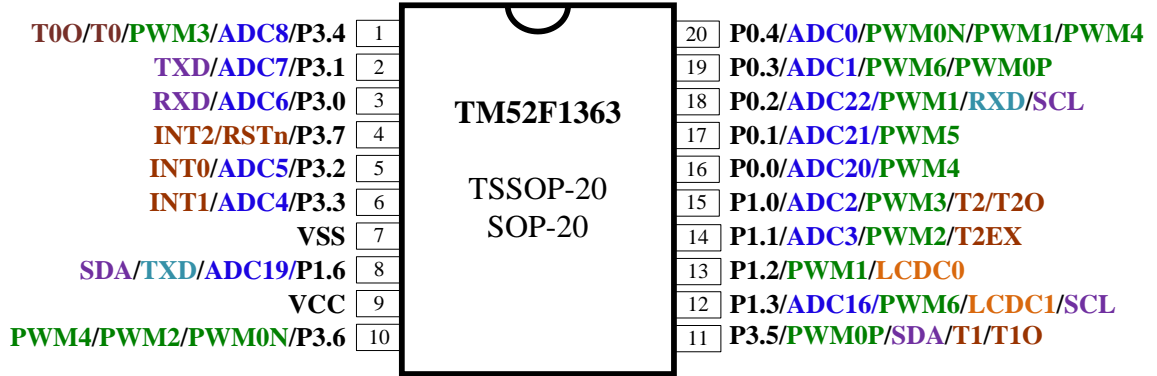 T0O/T0/PWM3/ADC8/P3.4 1
TXD/ADC7/P3.1 2
RXD/ADC6/P3.0 3
INT2/RSTn/P3.7 4
INT0/ADC5/P3.2 5
INT1/ADC4/P3.3 6
VSS 7
SDA/TXD/ADC19/P1.6 8
VCC 9
PWM4/PWM2/PWM0N/P3.6 10
TM52F1363
TSSOP-20
SOP-20
20 P0.4/ADC0/PWM0N/PWM1/PWM4
19 P0.3/ADC1/PWM6/PWM0P
18 P0.2/ADC22/PWM1/RXD/SCL
17 P0.1/ADC21/PWM5
16 P0.0/ADC20/PWM4
15 P1.0/ADC2/PWM3/T2/T2O
14 P1.1/ADC3/PWM2/T2EX
13 P1.2/PWM1/LCDC0
12 P1.3/ADC16/PWM6/LCDC1/SCL
11 P3.5/PWM0P/SDA/T1/T1O